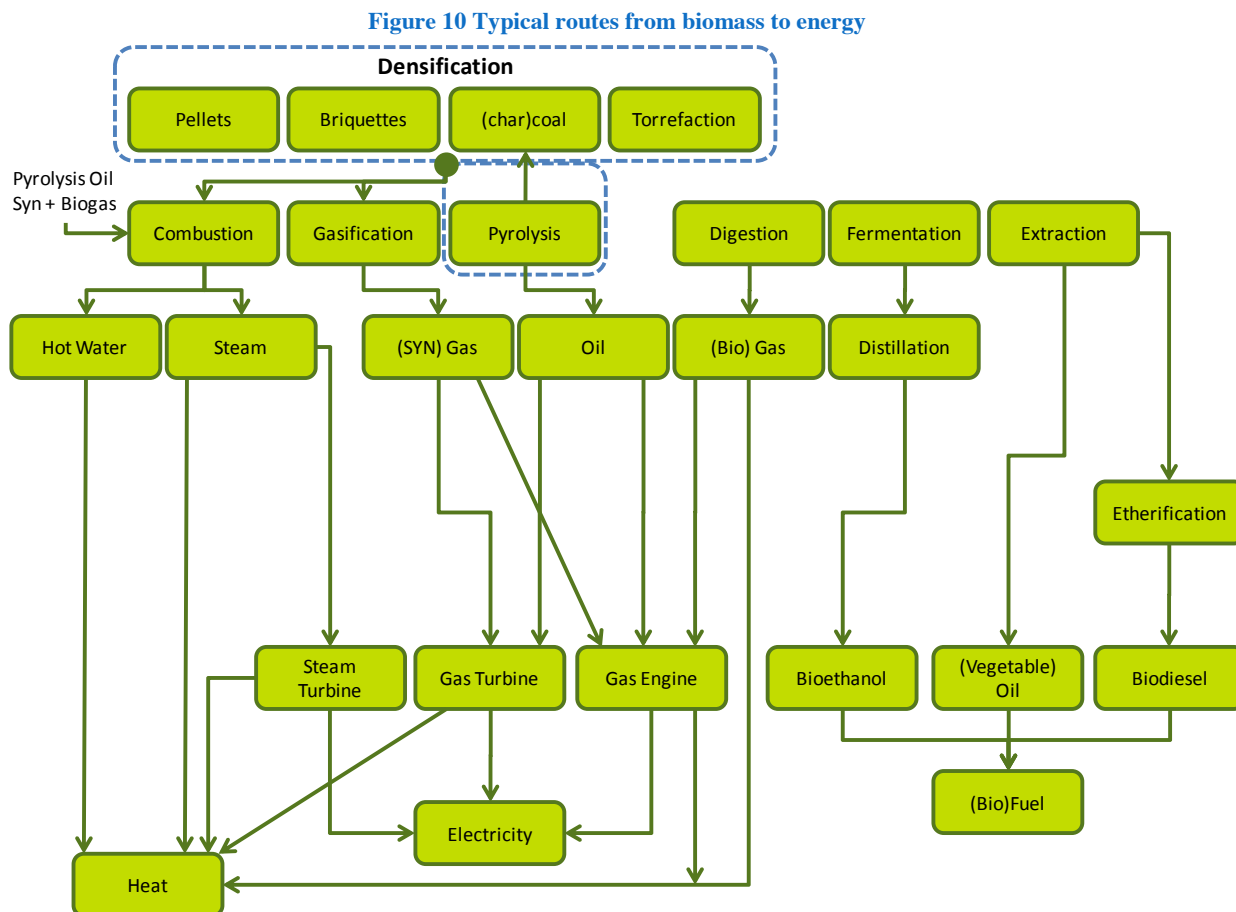 Figure 10 Typical routes from biomass to energy
Densification
Pellets
Briquettes
(char)coal
Torrefaction
Pyrolysis Oil
Syn + Biogas
Combustion
Gasification
Pyrolysis
Digestion
Fermentation
Extraction
Hot Water
Steam
(SYN) Gas
Oil
(Bio) Gas
Distillation
Etherification
Steam
Turbine
Gas Turbine
Gas Engine
Bioethanol
(Vegetable)
Oil
Biodiesel
(Bio)Fuel
Electricity
Heat